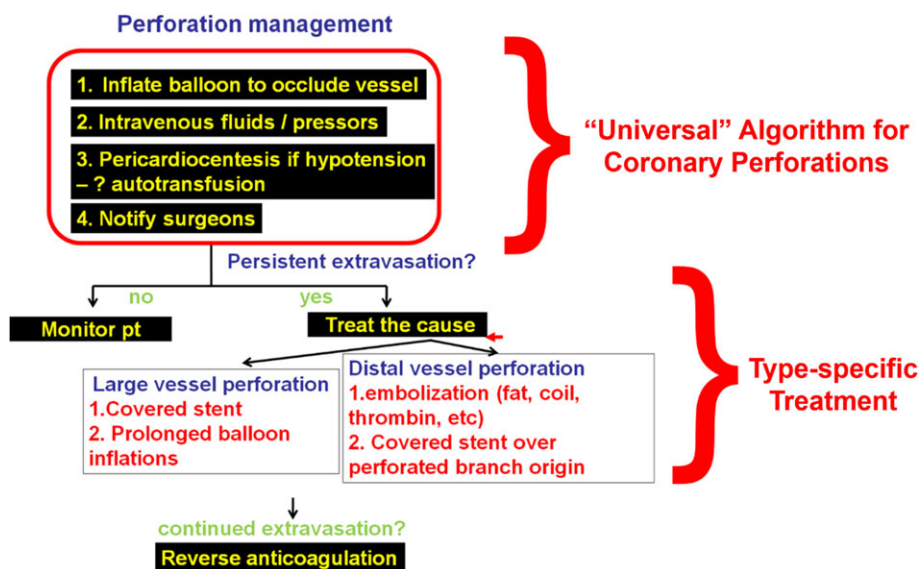 Perforation management
1. Inflate balloon to occlude vessel
2. Intravenous fluids / pressors
3. Pericardiocentesis if hypotension
– ? autotransfusion
4. Notify surgeons
“Universal” Algorithm for
Coronary Perforations
Persistent extravasation?
no
yes
Monitor pt
Treat the cause
Large vessel perforation
1.Covered stent
2. Prolonged balloon
inflations
Distal vessel perforation
1.embolization (fat, coil,
thrombin, etc)
2. Covered stent over
perforated branch origin
Type-specific
Treatment
continued extravasation?
Reverse anticoagulation